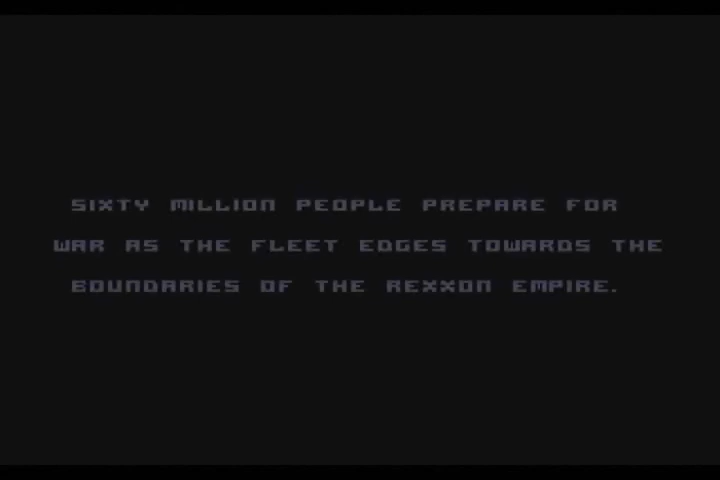 SIXTY MILLION PEOPLE PREPARE FOR
WAR AS THE FLEET EDGES TOWARDS THE
BOUNDARIES OF THE REXXON EMPIRE.